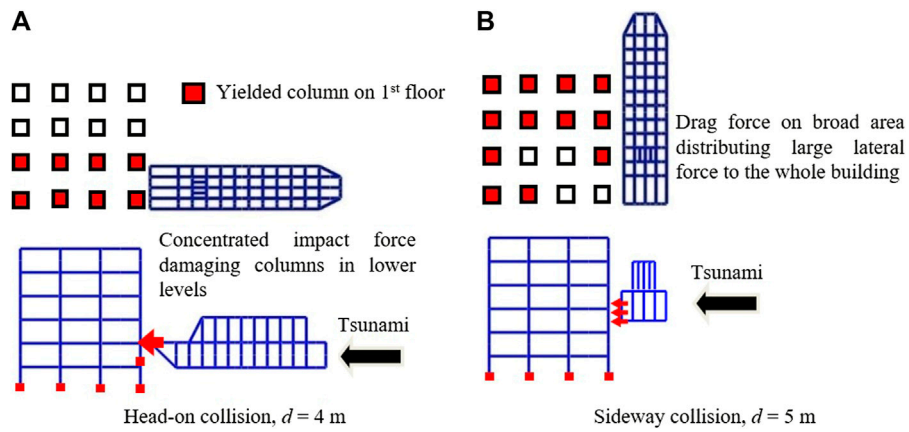 A
Yielded column on 1st floor
Concentrated impact force
damaging columns in lower
levels
Tsunami
Head-on collision, d = 4 m
B
Drag force on broad area
distributing large lateral
force to the whole building
Tsunami
Sideway collision, d = 5 m